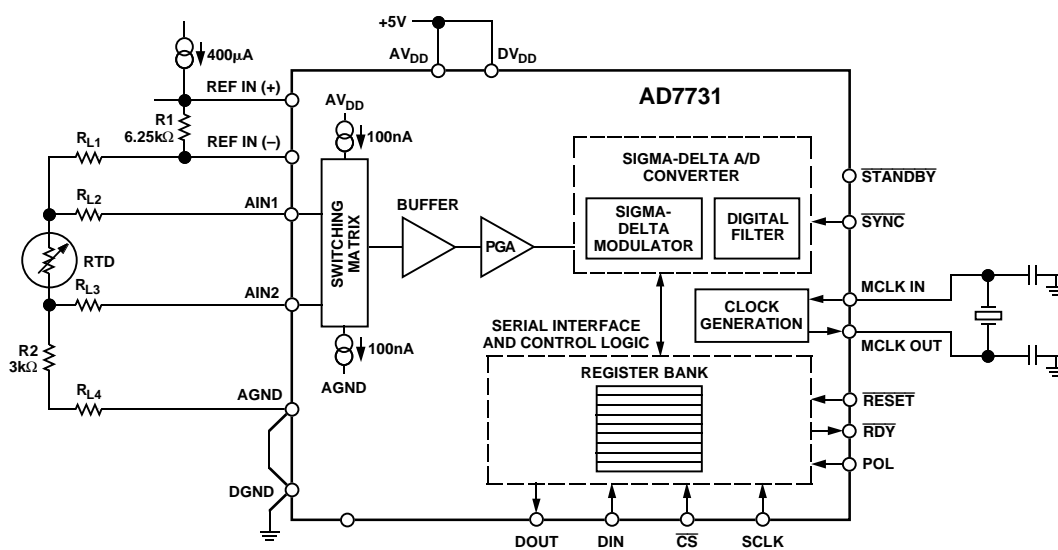 +5V
AVDD
DVDD
400µA
REF IN (+)
R1
6.25kΩ
REF IN (–)
RL1
RL2
AIN1
RTD
RL3
AIN2
R2
3kΩ
RL4
AGND
DGND
AD7731
AVDD
100nA
SWITCHING
MATRIX
100nA
AGND
BUFFER
PGA
SIGMA-DELTA A/D
CONVERTER
SIGMA-
DELTA
MODULATOR
DIGITAL
FILTER
SERIAL INTERFACE
AND CONTROL LOGIC
REGISTER BANK
CLOCK
GENERATION
STANDBY
SYNC
MCLK IN
MCLK OUT
RESET
RDY
POL
DOUT
DIN
CS
SCLK